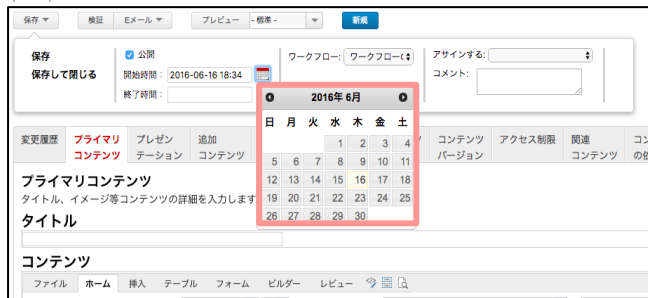 保存 検証 Eメール プレビュー - 標準 - 新規
保存
保存して閉じる
公開
開始時間： 2016-06-16 18:34
終了時間：
ワークフロー： ワークフロー(
アサインする：
コメント：
2016年 6月
日 月 火 水 木 金 土
1 2 3 4
5 6 7 8 9 10 11
12 13 14 15 16 17 18
19 20 21 22 23 24 25
26 27 28 29 30
変更履歴 プライマリ コンテンツ プレゼン テーション 追加 コンテンツ コンテンツ バージョン アクセス制限 関連 コンテンツ
プライマリコンテンツ
タイトル、イメージ等コンテンツの詳細を入力します
タイトル
コンテンツ
ファイル ホーム 挿入 テーブル フォーム ビルダー レビュー